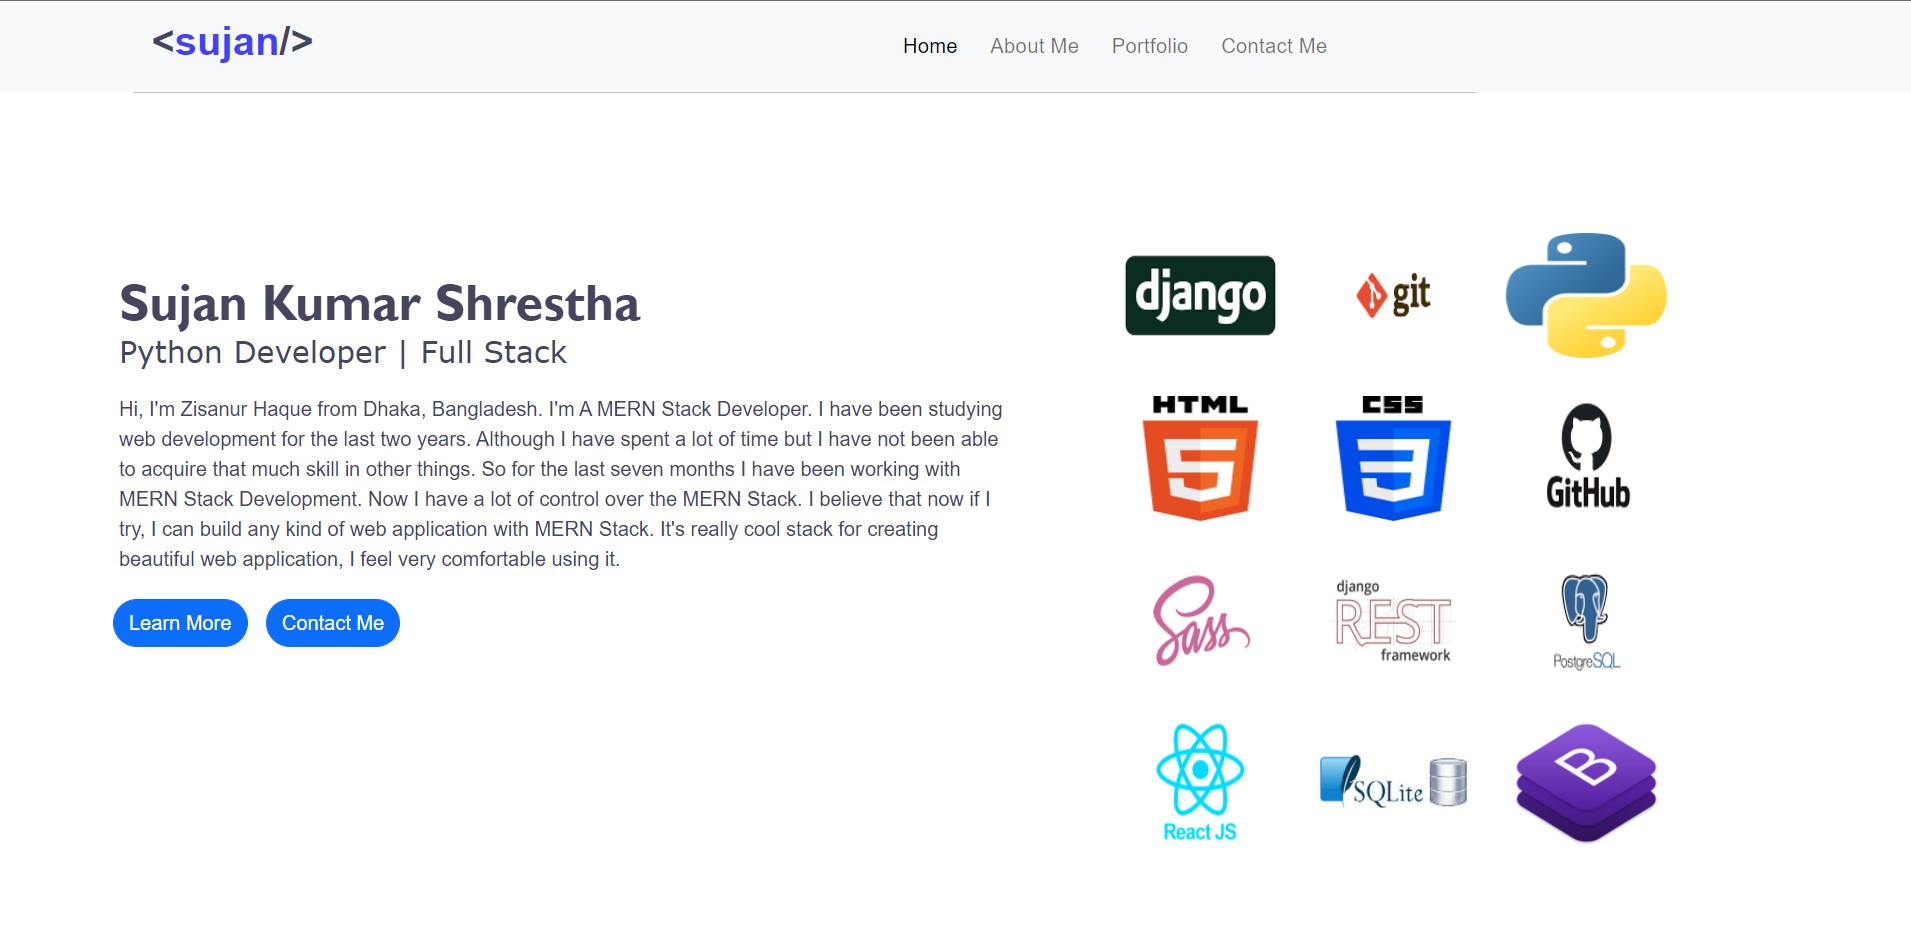 <sujan/>
Home About Me Portfolio Contact Me
Sujan Kumar Shrestha
Python Developer | Full Stack
Hi, I'm Zisanur Haque from Dhaka, Bangladesh. I'm A MERN Stack Developer. I have been studying
web development for the last two years. Although I have spent a lot of time but I have not been able
to acquire that much skill in other things. So for the last seven months I have been working with
MERN Stack Development. Now I have a lot of control over the MERN Stack. I believe that now if I
try, I can build any kind of web application with MERN Stack. It's really cool stack for creating
beautiful web application, I feel very comfortable using it.
Learn More Contact Me
django git
HTML CSS
5 3 GitHub
Sass django REST framework PostgreSQL
React JS SQLite B